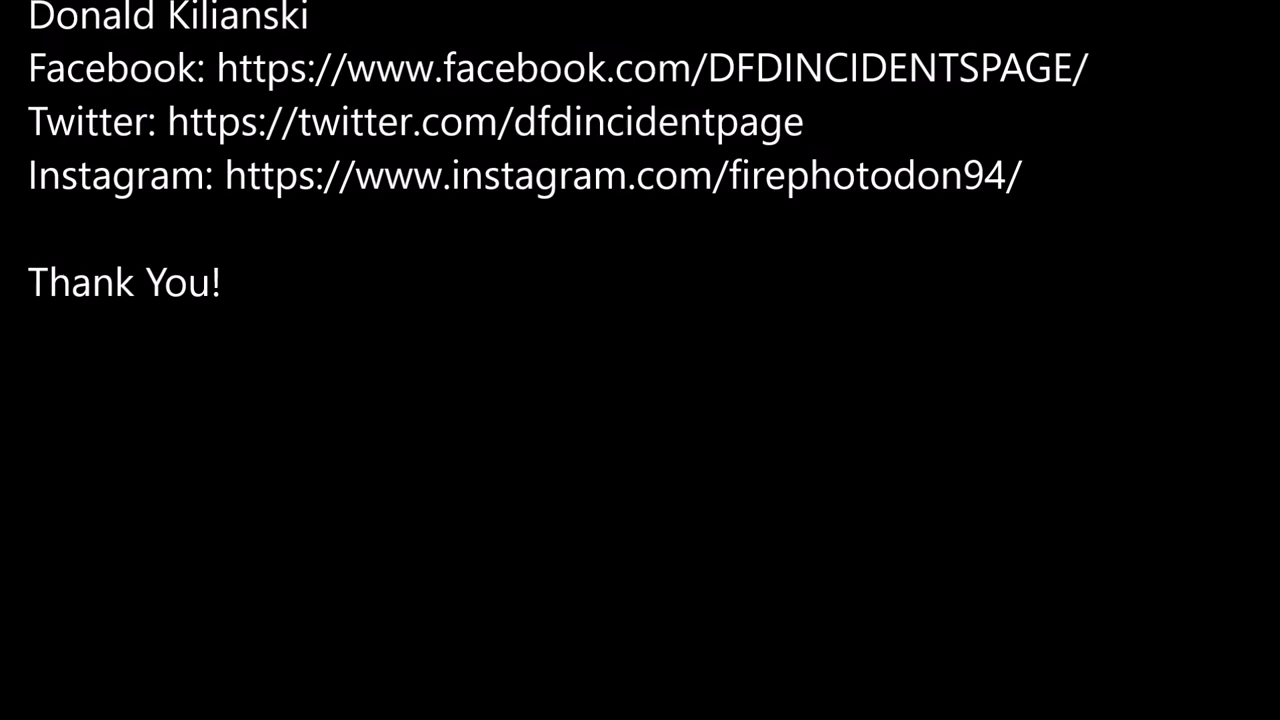 Donald Kilianski
Facebook: https://www.facebook.com/DFDINCIDENTSPAGE/
Twitter: https://twitter.com/dfdincidentpage
Instagram: https://www.instagram.com/firephotodon94/
Thank You!